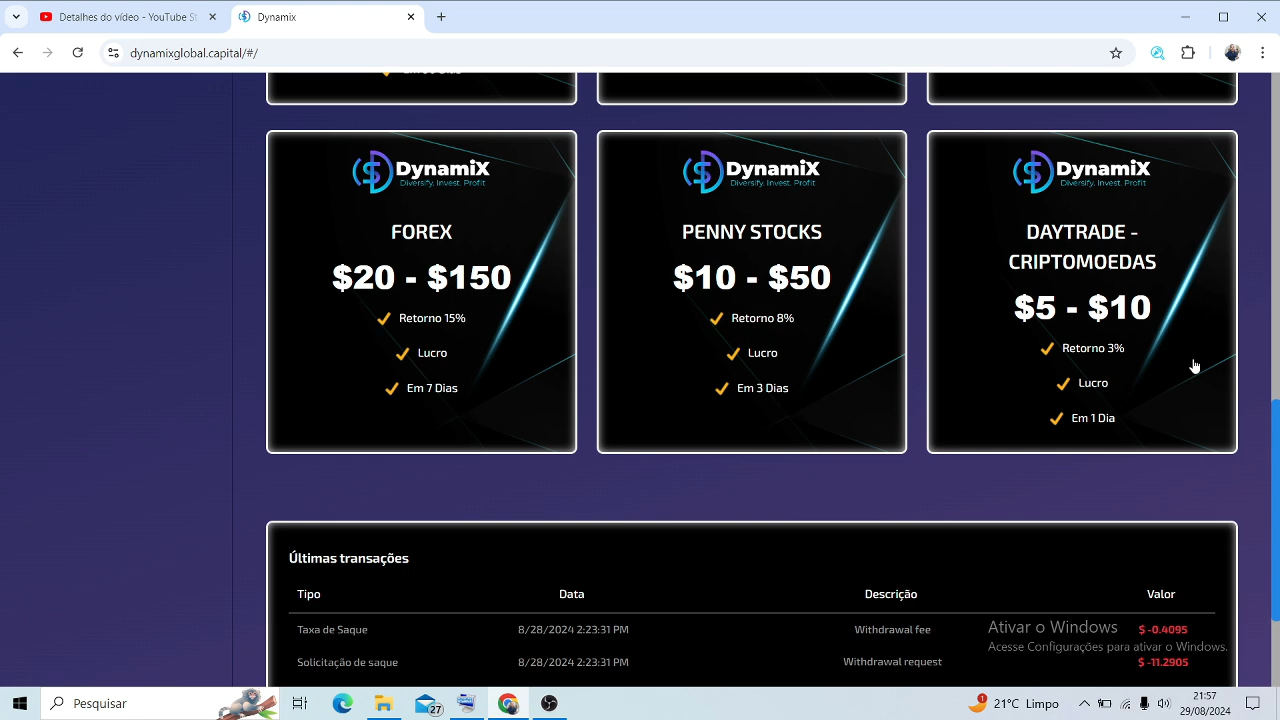 Detalhes do vídeo - YouTube St
DynamiX
dynamixglobal.capital/#/
DynamiX
Diversify. Invest. Profit
FOREX
$20 - $150
Retorno 15%
Lucro
Em 7 Dias
DynamiX
Diversify. Invest. Profit
PENNY STOCKS
$10 - $50
Retorno 8%
Lucro
Em 3 Dias
DynamiX
Diversify. Invest. Profit
DAYTRADE -
CRIPTOMOEDAS
$5 - $10
Retorno 3%
Lucro
Em 1 Dia
Últimas transações
Tipo Data Descrição Valor
Taxa de Saque 8/28/2024 2:23:31 PM Withdrawal fee $ -0.4095
Solicitação de saque 8/28/2024 2:23:31 PM Withdrawal request $ -11.2905
Ativar o Windows
Acesse Configurações para ativar o Windows.
Pesquisar
27
1
21°C Limpo
21:57
29/08/2024